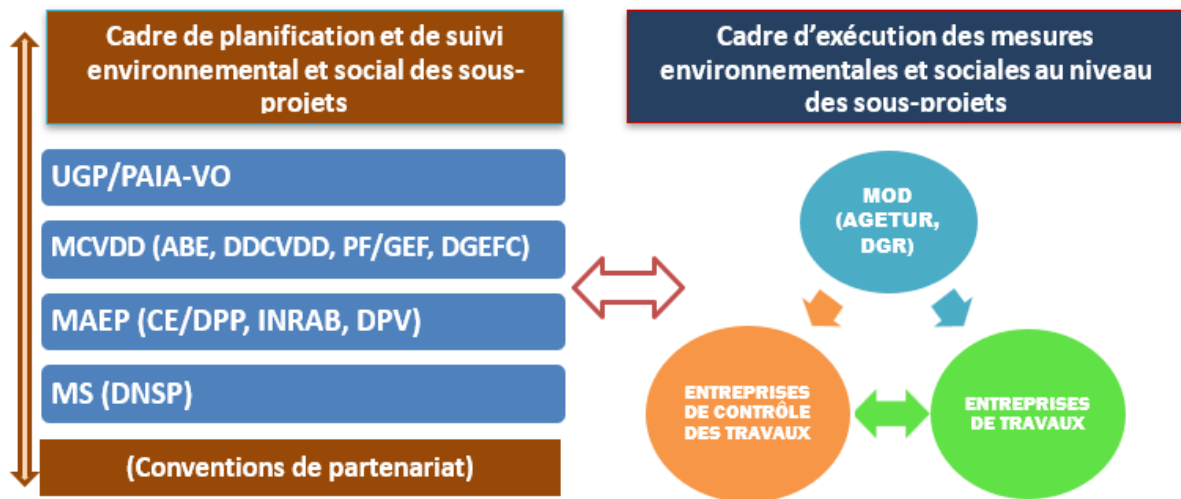 Cadre de planification et de suivi
environnemental et social des sous-
projets
UGP/PAIA-VO
MCVDD (ABE, DDCVDD, PF/GEF, DGEFC)
MAEP (CE/DPP, INRAB, DPV)
MS (DNSP)
(Conventions de partenariat)
Cadre d’exécution des mesures
environnementales et sociales au niveau
des sous-projets
MOD
(AGETUR,
DGR)
ENTREPRISES
DE CONTRÔLE
DES TRAVAUX
ENTREPRISES
DE TRAVAUX